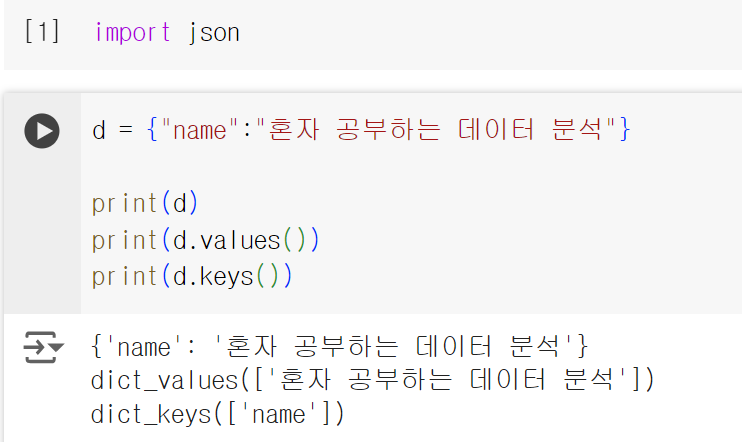 [1] import json
d = {"name":"혼자 공부하는 데이터 분석"}
print(d)
print(d.values())
print(d.keys())
{'name': '혼자 공부하는 데이터 분석'}
dict_values(['혼자 공부하는 데이터 분석'])
dict_keys(['name'])